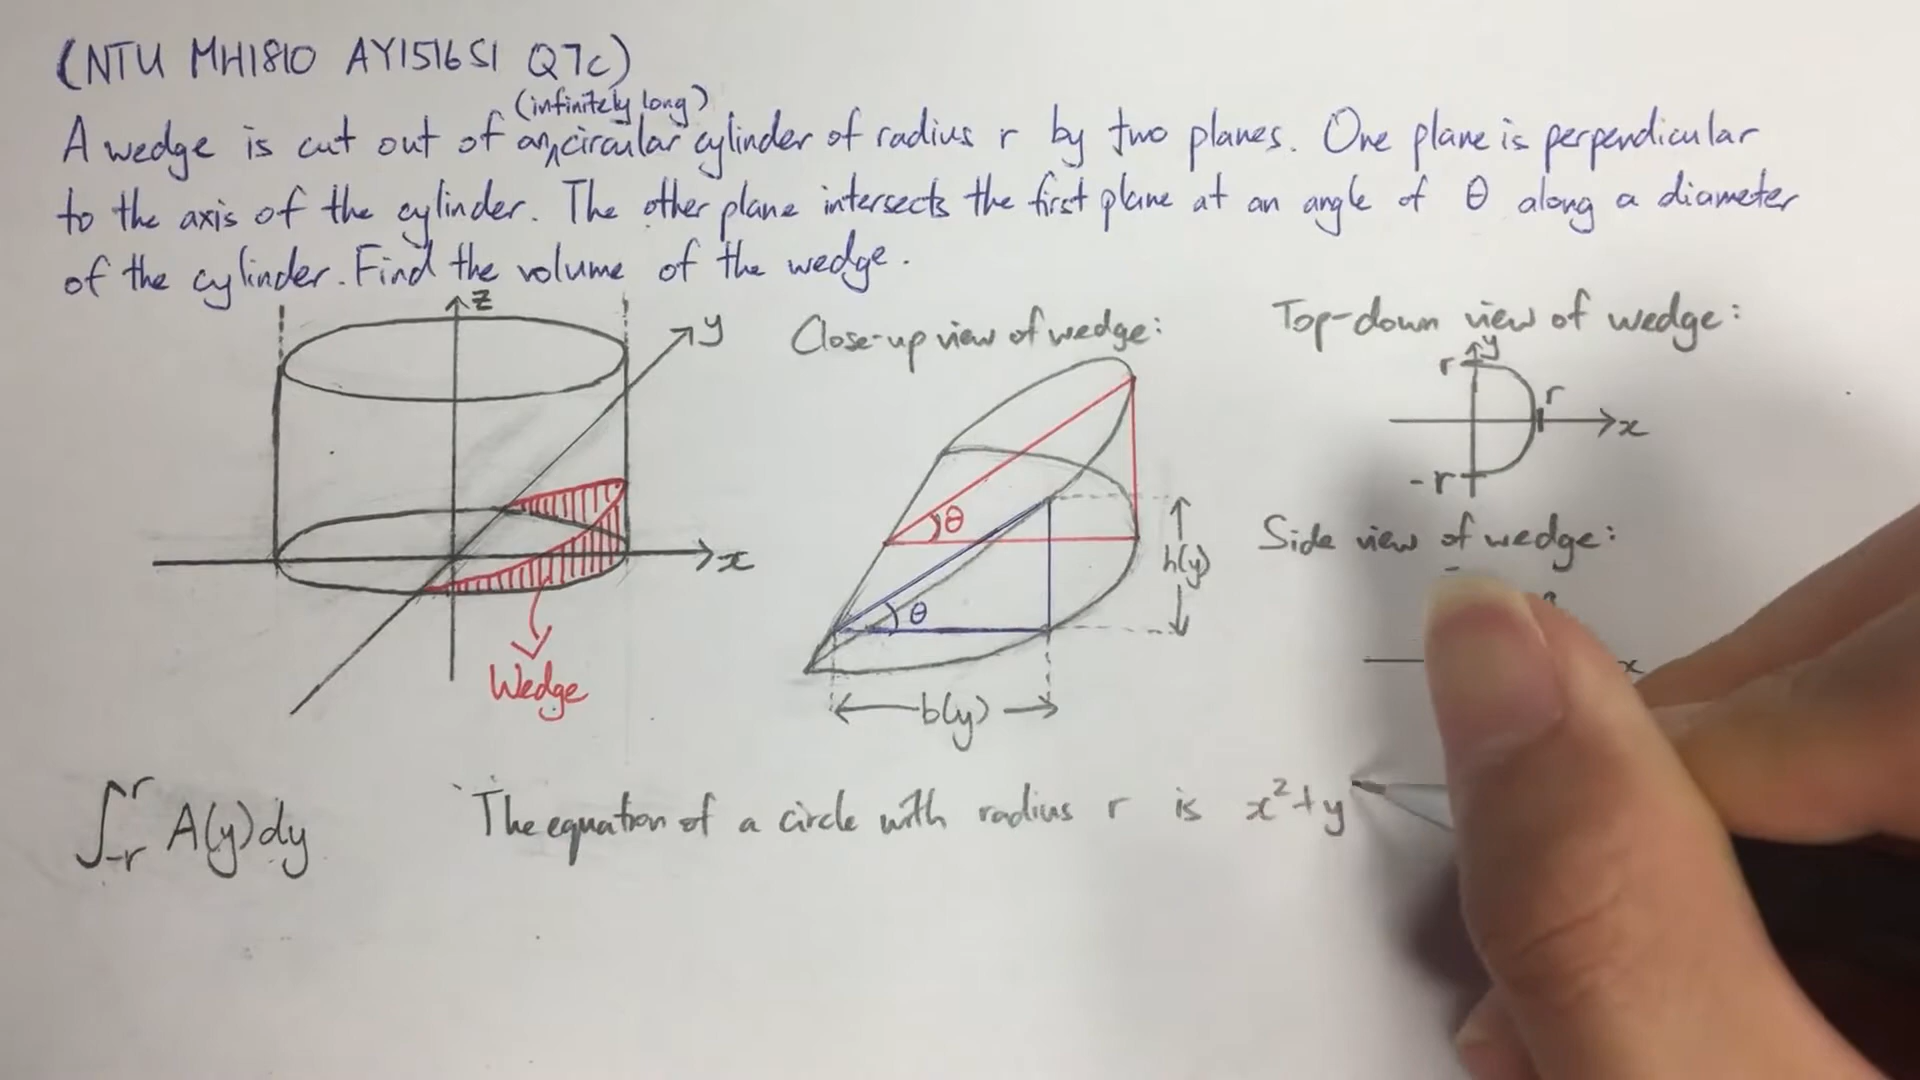 (NTU MH1810 AY1516S1 Q7c)
(infinitely long)
A wedge is cut out of an circular cylinder of radius r by two planes. One plane is perpendicular
to the axis of the cylinder. The other plane intersects the first plane at an angle of θ along a diameter
of the cylinder. Find the volume of the wedge.
z
y
x
Wedge
Close-up view of wedge:
θ
θ
h(y)
b(y)
Top-down view of wedge:
y
r
r
x
-r
Side view of wedge:
x
∫_{-r}^{r} A(y)dy
The equation of a circle with radius r is x²+y